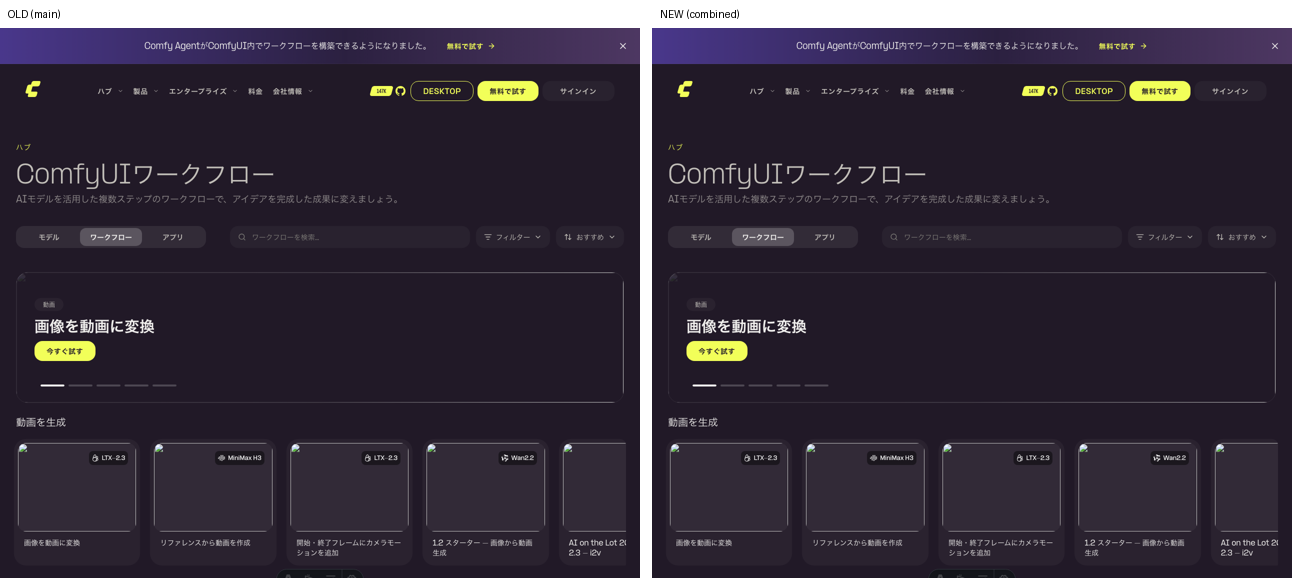 OLD (main)
Comfy AgentがComfyUI内でワークフローを構築できるようになりました。 無料で試す → ×
ハブ 製品 エンタープライズ 料金 会社情報 147K DESKTOP 無料で試す サインイン
ハブ
ComfyUIワークフロー
AIモデルを活用した複数ステップのワークフローで、アイデアを完成した成果に変えましょう。
モデル ワークフロー アプリ ワークフローを検索... フィルター おすすめ
動画
画像を動画に変換
今すぐ試す
動画を生成
LTX-2.3 MiniMax H3 LTX-2.3 Wan2.2
画像を動画に変換 リファレンスから動画を作成 開始・終了フレームにカメラモー 1.2 スターター — 画像から動画 AI on the Lot 20
ションを追加 生成 2.3 — i2v
NEW (combined)
Comfy AgentがComfyUI内でワークフローを構築できるようになりました。 無料で試す → ×
ハブ 製品 エンタープライズ 料金 会社情報 147K DESKTOP 無料で試す サインイン
ハブ
ComfyUIワークフロー
AIモデルを活用した複数ステップのワークフローで、アイデアを完成した成果に変えましょう。
モデル ワークフロー アプリ ワークフローを検索... フィルター おすすめ
動画
画像を動画に変換
今すぐ試す
動画を生成
LTX-2.3 MiniMax H3 LTX-2.3 Wan2.2
画像を動画に変換 リファレンスから動画を作成 開始・終了フレームにカメラモー 1.2 スターター — 画像から動画 AI on the Lot 20
ションを追加 生成 2.3 — i2v